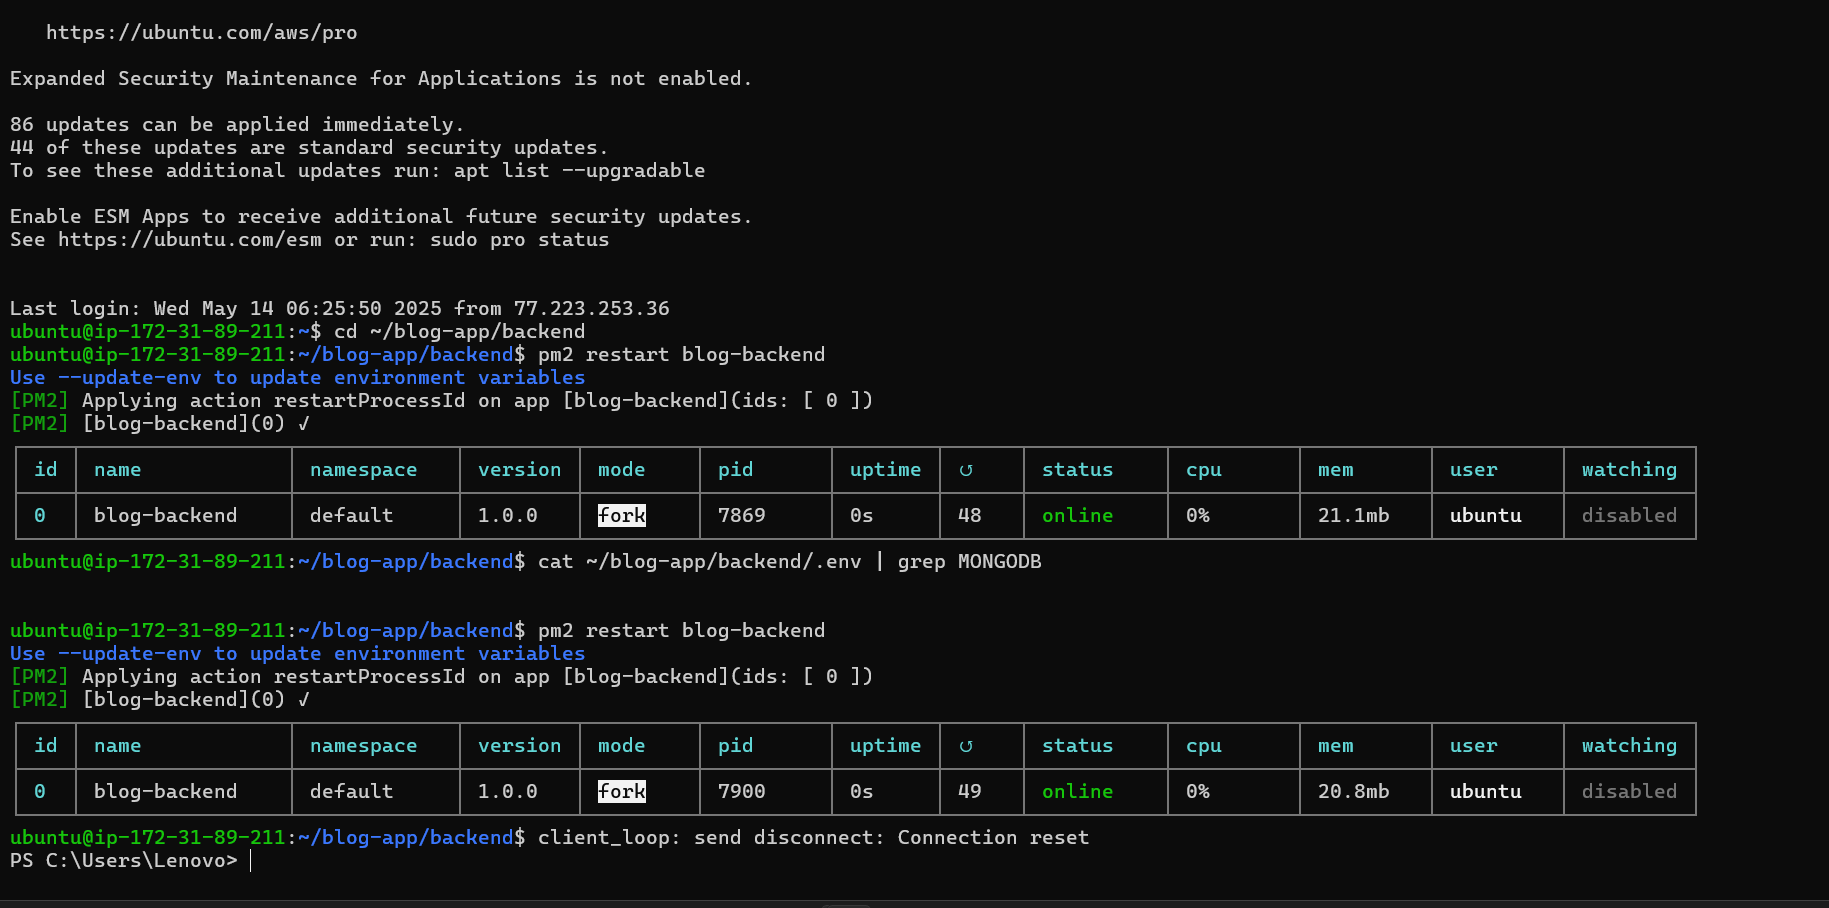 https://ubuntu.com/aws/pro
Expanded Security Maintenance for Applications is not enabled.
86 updates can be applied immediately.
44 of these updates are standard security updates.
To see these additional updates run: apt list --upgradable
Enable ESM Apps to receive additional future security updates.
See https://ubuntu.com/esm or run: sudo pro status
Last login: Wed May 14 06:25:50 2025 from 77.223.253.36
ubuntu@ip-172-31-89-211:~$ cd ~/blog-app/backend
ubuntu@ip-172-31-89-211:~/blog-app/backend$ pm2 restart blog-backend
Use --update-env to update environment variables
[PM2] Applying action restartProcessId on app [blog-backend](ids: [ 0 ])
[PM2] [blog-backend](0) ✓
id name namespace version mode pid uptime ↺ status cpu mem user watching
0 blog-backend default 1.0.0 fork 7869 0s 48 online 0% 21.1mb ubuntu disabled
ubuntu@ip-172-31-89-211:~/blog-app/backend$ cat ~/blog-app/backend/.env | grep MONGODB
ubuntu@ip-172-31-89-211:~/blog-app/backend$ pm2 restart blog-backend
Use --update-env to update environment variables
[PM2] Applying action restartProcessId on app [blog-backend](ids: [ 0 ])
[PM2] [blog-backend](0) ✓
id name namespace version mode pid uptime ↺ status cpu mem user watching
0 blog-backend default 1.0.0 fork 7900 0s 49 online 0% 20.8mb ubuntu disabled
ubuntu@ip-172-31-89-211:~/blog-app/backend$ client_loop: send disconnect: Connection reset
PS C:\Users\Lenovo>